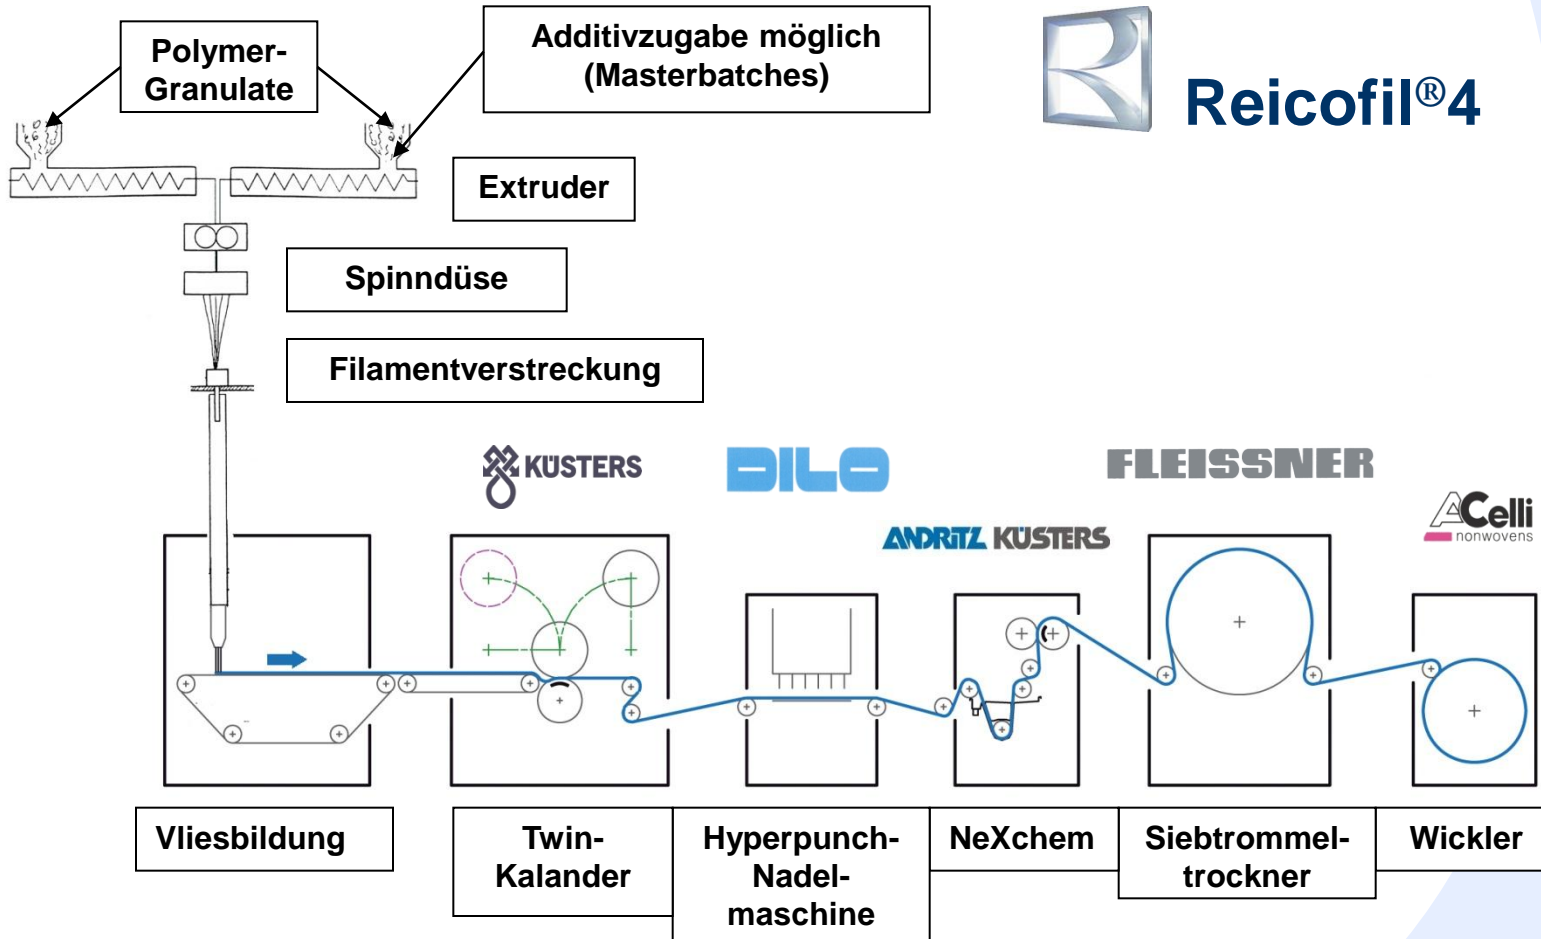 Polymer-
Granulate
Additivzugabe möglich
(Masterbatches)
Reicofil®4
Extruder
Spinndüse
Filamentverstreckung
KÜSTERS
DILO
FLEISSNER
ANDRITZ KÜSTERS
ACelli
nonwovens
Vliesbildung
Twin-
Kalander
Hyperpunch-
Nadel-
maschine
NeXchem
Siebtrommel-
trockner
Wickler